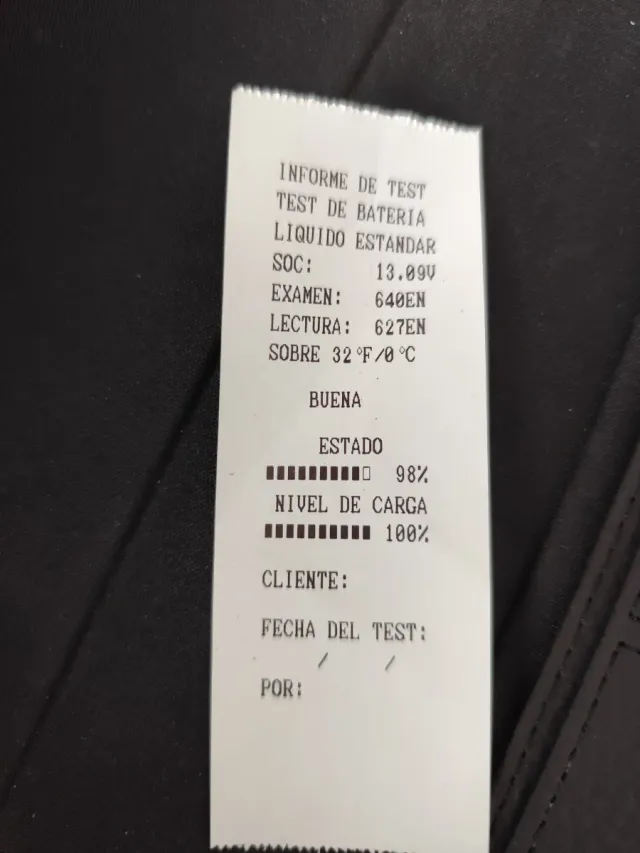 INFORME DE TEST
TEST DE BATERIA
LIQUIDO ESTANDAR
SOC: 13.09V
EXAMEN: 640EN
LECTURA: 627EN
SOBRE 32°F/0°C
BUENA
ESTADO
98%
NIVEL DE CARGA
100%
CLIENTE:
FECHA DEL TEST:
/ /
POR: